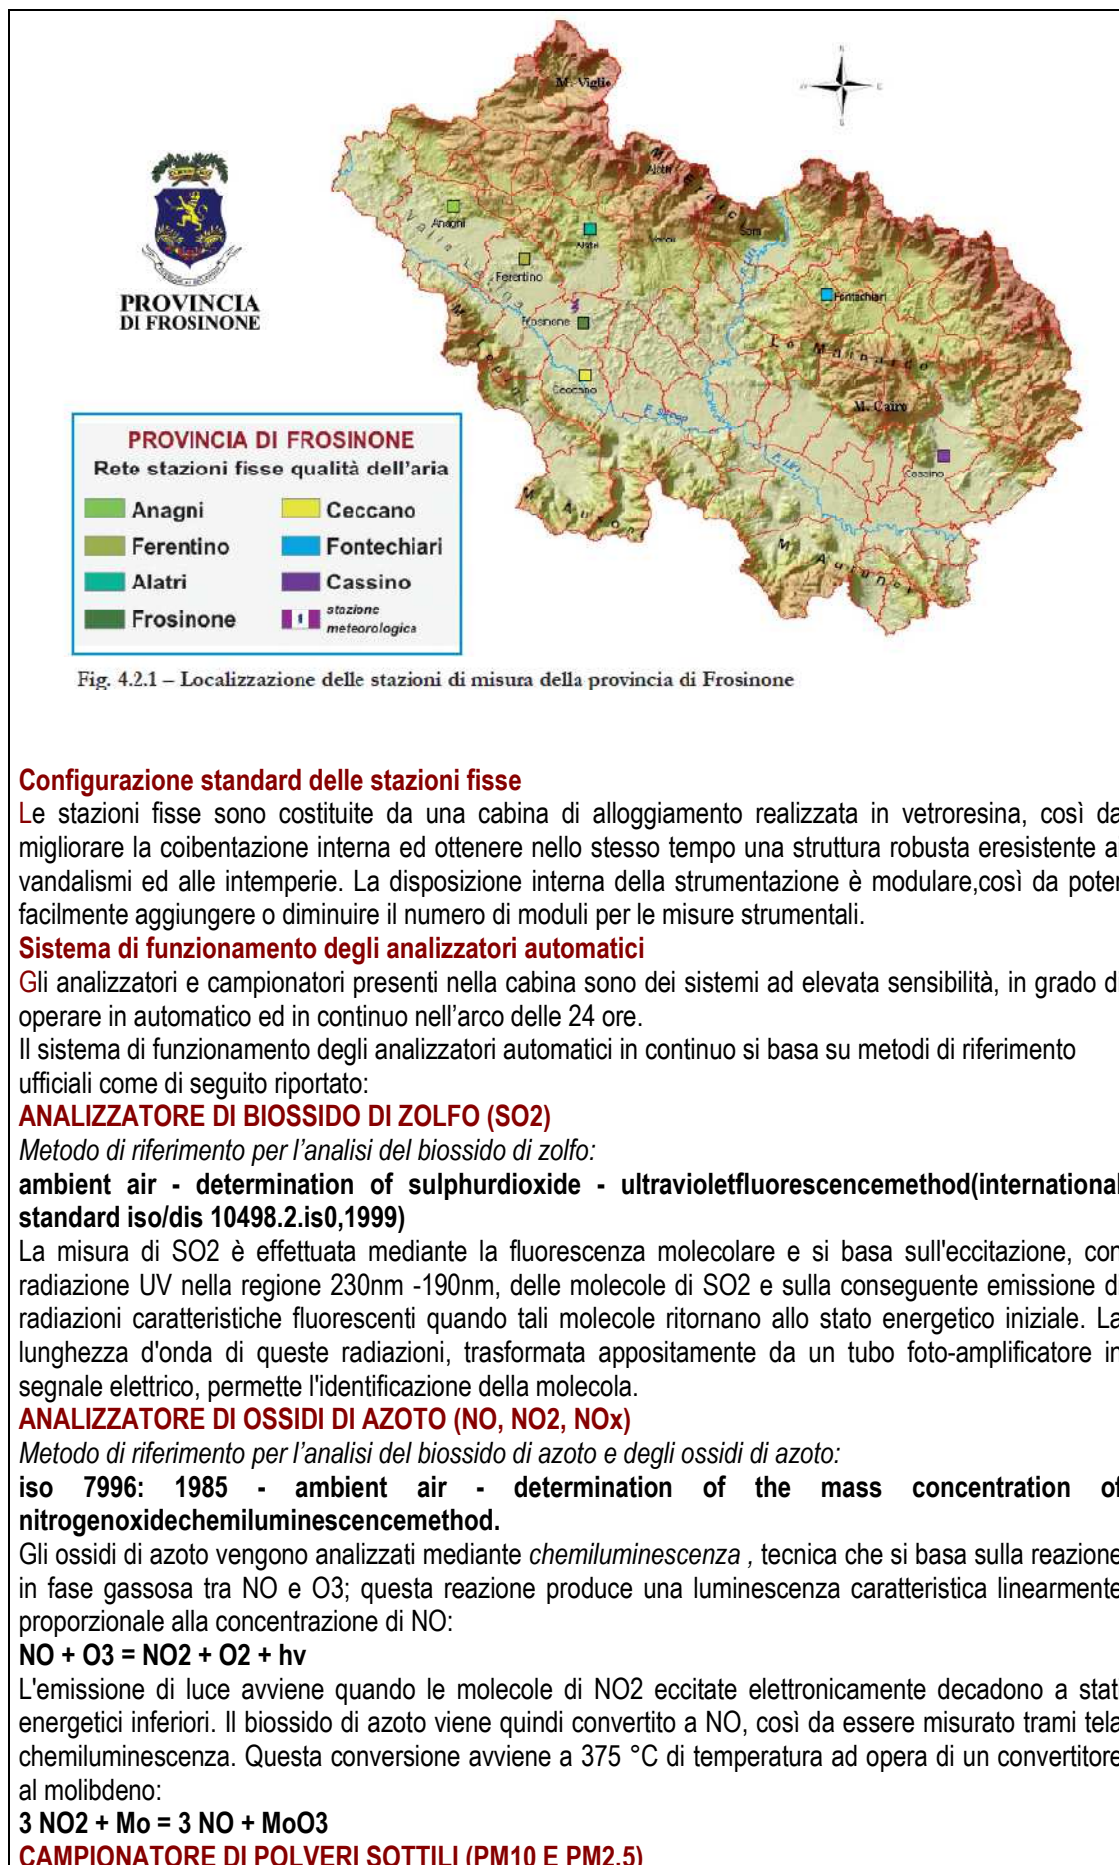 M. Viglio
N
W
E
S
M. Ernici
Alatri
Sora
Anagni
Valle Latina
Alatri
Ferentino
Fontechiari
F. Liri
PROVINCIA
DI FROSINONE
Frosinone
M. Lepini
Le Mainarde
Ceccano
M. Cairo
F. Sacco
PROVINCIA DI FROSINONE
Rete stazioni fisse qualità dell'aria
Cassino
F. Liri
Anagni
Ceccano
M. Ausoni
Ferentino
Fontechiari
M. Aurunci
Alatri
Cassino
Frosinone
stazione
meteorologica
Fig. 4.2.1 – Localizzazione delle stazioni di misura della provincia di Frosinone
Configurazione standard delle stazioni fisse
Le stazioni fisse sono costituite da una cabina di alloggiamento realizzata in vetroresina, così da
migliorare la coibentazione interna ed ottenere nello stesso tempo una struttura robusta eresistente a
vandalismi ed alle intemperie. La disposizione interna della strumentazione è modulare,così da poter
facilmente aggiungere o diminuire il numero di moduli per le misure strumentali.
Sistema di funzionamento degli analizzatori automatici
Gli analizzatori e campionatori presenti nella cabina sono dei sistemi ad elevata sensibilità, in grado d
operare in automatico ed in continuo nell'arco delle 24 ore.
Il sistema di funzionamento degli analizzatori automatici in continuo si basa su metodi di riferimento
ufficiali come di seguito riportato:
ANALIZZATORE DI BIOSSIDO DI ZOLFO (SO2)
Metodo di riferimento per l'analisi del biossido di zolfo:
ambient air - determination of sulphurdioxide - ultravioletfluorescencemethod(international
standard iso/dis 10498.2.is0,1999)
La misura di SO2 è effettuata mediante la fluorescenza molecolare e si basa sull'eccitazione, con
radiazione UV nella regione 230nm -190nm, delle molecole di SO2 e sulla conseguente emissione d
radiazioni caratteristiche fluorescenti quando tali molecole ritornano allo stato energetico iniziale. La
lunghezza d'onda di queste radiazioni, trasformata appositamente da un tubo foto-amplificatore in
segnale elettrico, permette l'identificazione della molecola.
ANALIZZATORE DI OSSIDI DI AZOTO (NO, NO2, NOx)
Metodo di riferimento per l'analisi del biossido di azoto e degli ossidi di azoto:
iso 7996: 1985 - ambient air - determination of the mass concentration of
nitrogenoxidechemiluminescencemethod.
Gli ossidi di azoto vengono analizzati mediante chemiluminescenza , tecnica che si basa sulla reazione
in fase gassosa tra NO e O3; questa reazione produce una luminescenza caratteristica linearmente
proporzionale alla concentrazione di NO:
NO + O3 = NO2 + O2 + hv
L'emissione di luce avviene quando le molecole di NO2 eccitate elettronicamente decadono a stat
energetici inferiori. Il biossido di azoto viene quindi convertito a NO, così da essere misurato trami tela
chemiluminescenza. Questa conversione avviene a 375 °C di temperatura ad opera di un convertitore
al molibdeno:
3 NO2 + Mo = 3 NO + MoO3
CAMPIONATORE DI POLVERI SOTTILI (PM10 E PM2.5)